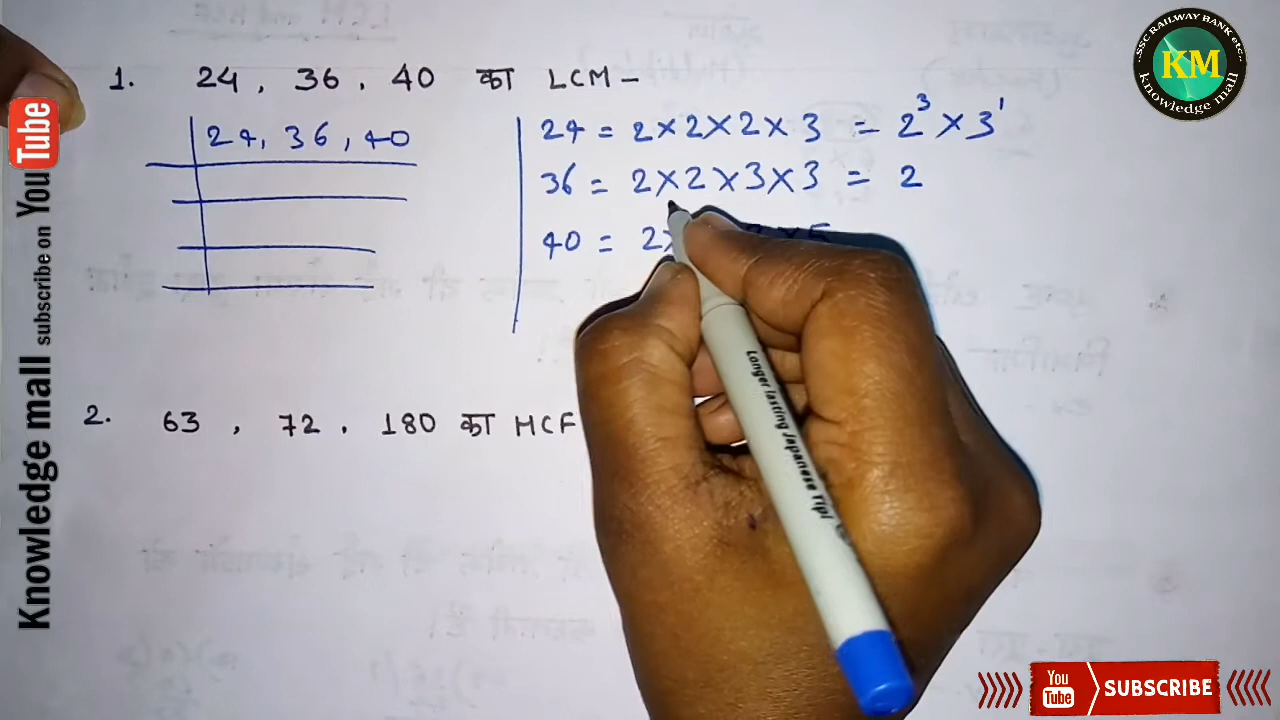 1. 24, 36, 40 का LCM –
24, 36, 40
24 = 2×2×2×3 = 2³×3¹
36 = 2×2×3×3 = 2
40 = 2×
2. 63, 72, 180 का HCF
Longer lasting Japanese Tip!
Knowledge mall subscribe on YouTube
SSC RAILWAY BANK etc.
KM
knowledge mall
You Tube SUBSCRIBE